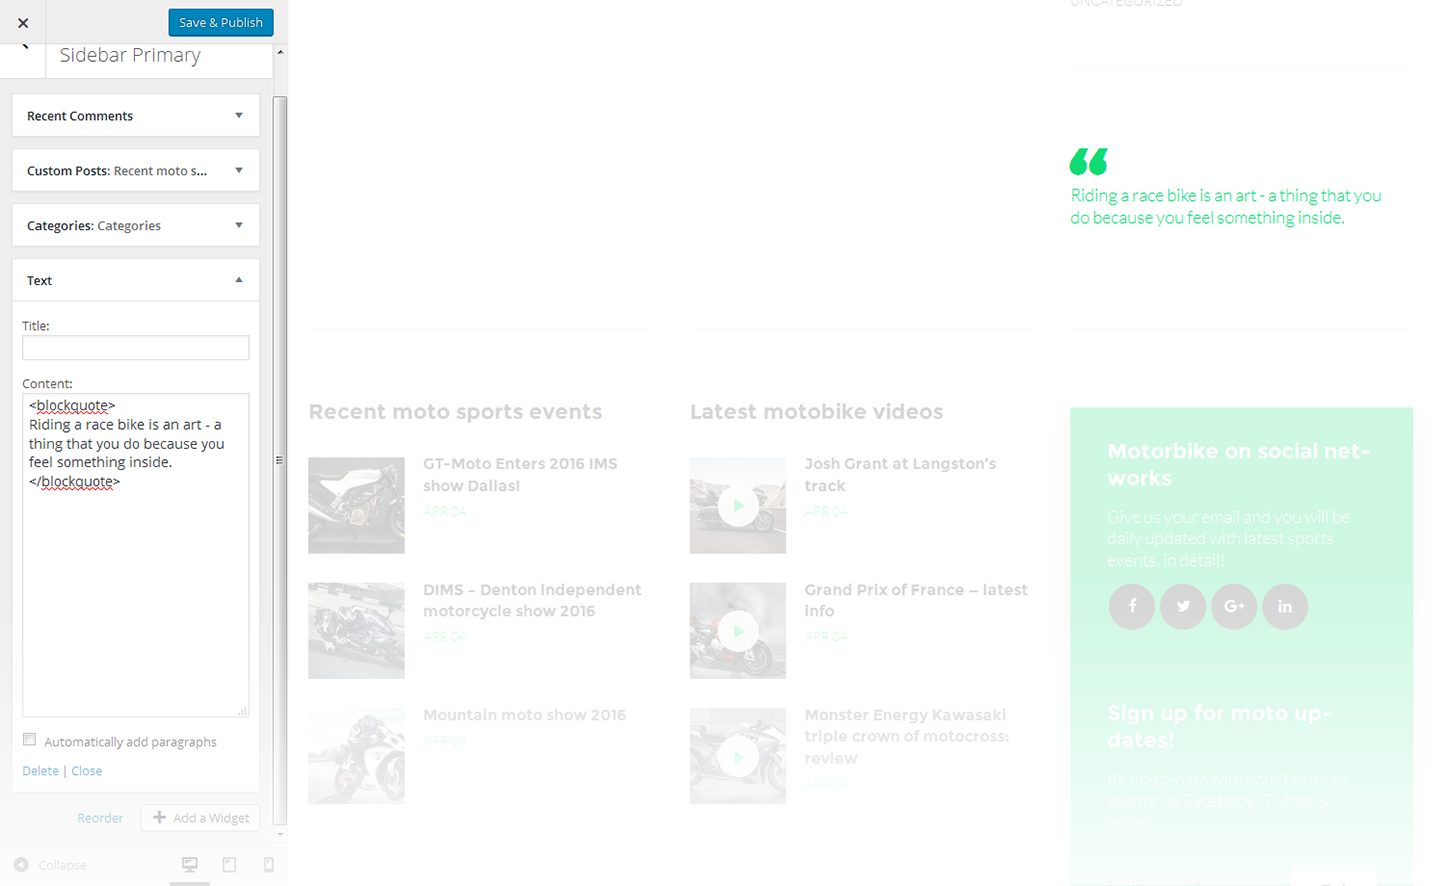 Save & Publish
Sidebar Primary
Recent Comments
Custom Posts: Recent moto s...
Categories: Categories
Text
Title:
Content:
<blockquote>
Riding a race bike is an art - a
thing that you do because you
feel something inside.
</blockquote>
Automatically add paragraphs
Delete | Close
Reorder
Add a Widget
Collapse
UNCATEGORIZED
Riding a race bike is an art - a thing that you
do because you feel something inside.
Recent moto sports events
GT-Moto Enters 2016 IMS
show Dallas!
APR 04
DIMS - Denton independent
motorcycle show 2016
APR 04
Mountain moto show 2016
APR 04
Latest motobike videos
Josh Grant at Langston's
track
APR 04
Grand Prix of France – latest
info
APR 04
Monster Energy Kawasaki
triple crown of motocross:
review
APR 04
Motorbike on social net-
works
Give us your email and you will be
daily updated with latest sports
events, in detail!
Sign up for moto up-
dates!
Be up-to-date with your fav moto
events via Facebook, Twitter &
more!